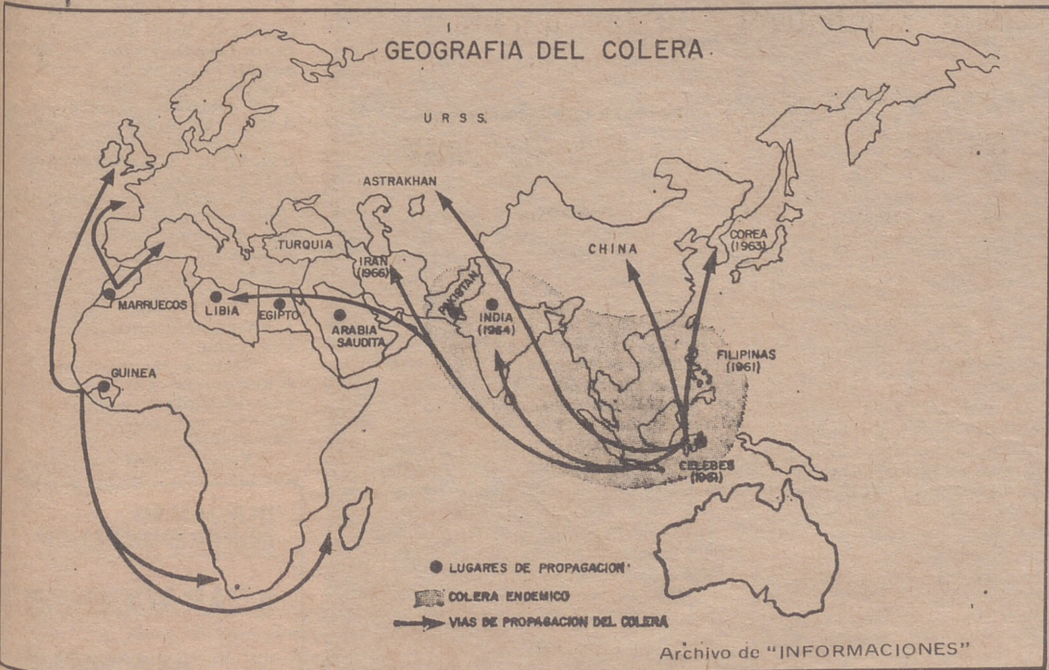 GEOGRAFIA DEL COLERA
U R S S.
ASTRAKHAN
COREA
(1963)
CHINA
TURQUIA
IRAN
(1966)
PAKISTAN
INDIA
(1964)
MARRUECOS
LIBIA
EGIPTO
ARABIA
SAUDITA
FILIPINAS
(1961)
GUINEA
CELEBES
(1961)
LUGARES DE PROPAGACION
COLERA ENDEMICO
VIAS DE PROPAGACION DEL COLERA
Archivo de "INFORMACIONES"